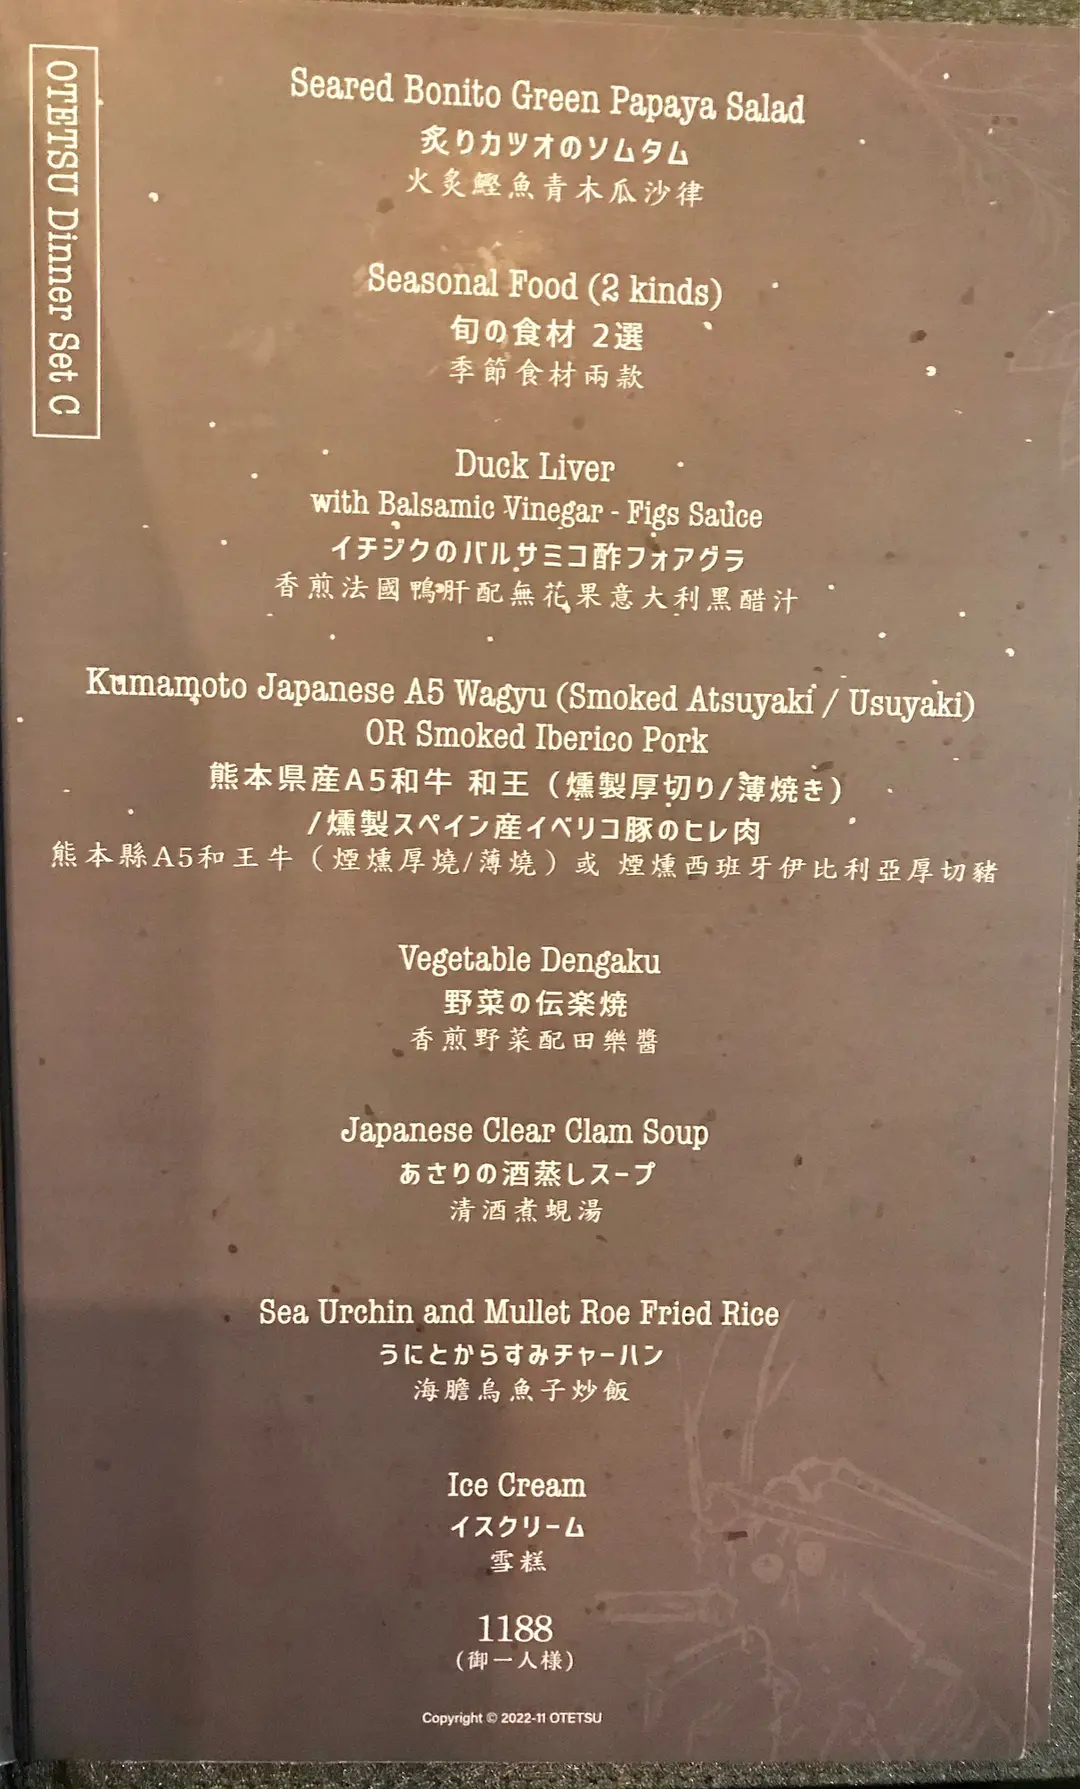 OTETSU Dinner Set C
Seared Bonito Green Papaya Salad
炙りカツオのソムタム
火炙鰹魚青木瓜沙律
Seasonal Food (2 kinds)
旬の食材 2選
季節食材兩款
Duck Liver
with Balsamic Vinegar - Figs Sauce
イチジクのバルサミコ酢フォアグラ
香煎法國鴨肝配無花果意大利黑醋汁
Kumamoto Japanese A5 Wagyu (Smoked Atsuyaki / Usuyaki)
OR Smoked Iberico Pork
熊本県産A5和牛 和王（燻製厚切り/薄焼き）
/燻製スペイン産イベリコ豚のヒレ肉
熊本縣A5和王牛（煙燻厚燒/薄燒）或 煙燻西班牙伊比利亞厚切豬
Vegetable Dengaku
野菜の伝楽焼
香煎野菜配田樂醬
Japanese Clear Clam Soup
あさりの酒蒸しスープ
清酒煮蜆湯
Sea Urchin and Mullet Roe Fried Rice
うにとからすみチャーハン
海膽烏魚子炒飯
Ice Cream
イスクリーム
雪糕
1188
(御一人様)
Copyright © 2022-11 OTETSU